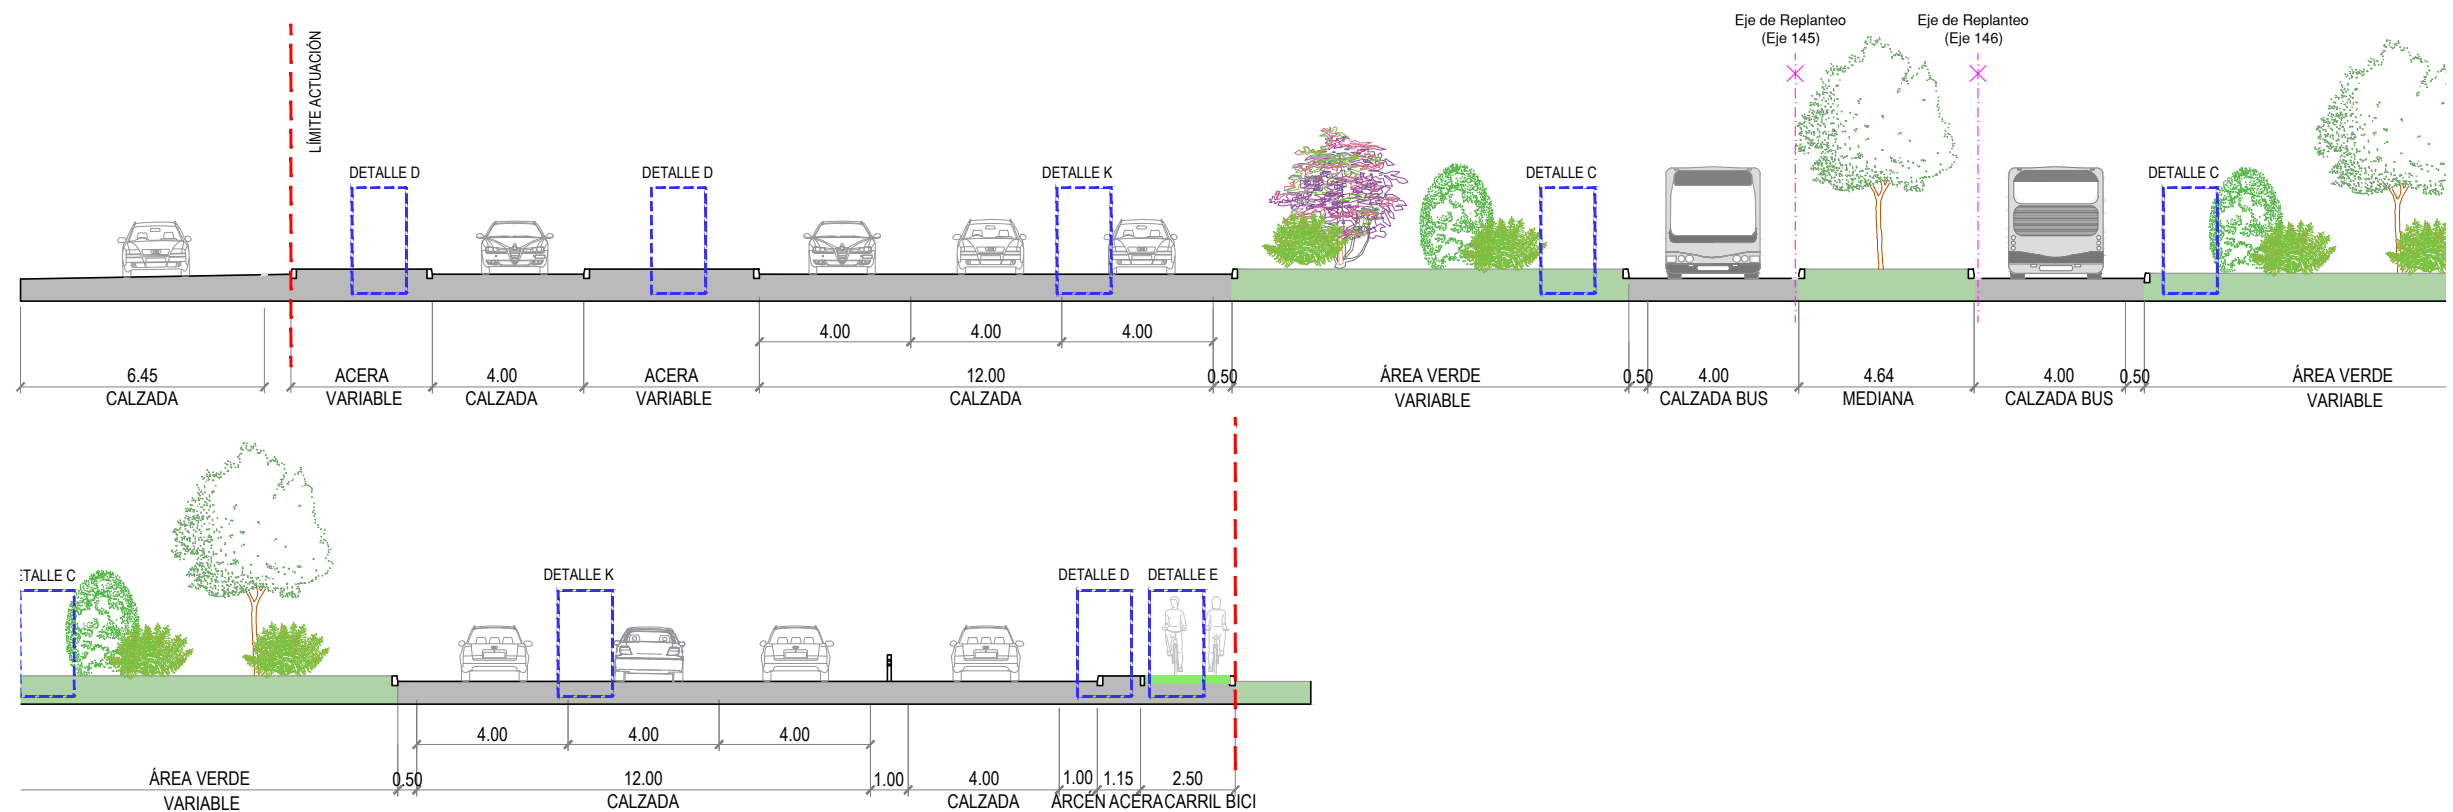 Eje de Replanteo
(Eje 145)
Eje de Replanteo
(Eje 146)
LÍMITE ACTUACIÓN
DETALLE D
DETALLE D
DETALLE K
DETALLE C
DETALLE C
4.00
4.00
4.00
6.45
CALZADA
ACERA
VARIABLE
4.00
CALZADA
ACERA
VARIABLE
12.00
CALZADA
0.50
ÁREA VERDE
VARIABLE
0.50
4.00
CALZADA BUS
4.64
MEDIANA
4.00
CALZADA BUS
0.50
ÁREA VERDE
VARIABLE
ETALLE C
DETALLE K
DETALLE D
DETALLE E
4.00
4.00
4.00
ÁREA VERDE
VARIABLE
0.50
12.00
CALZADA
1.00
4.00
CALZADA
1.00
ARCÉN
1.15
ACERA
2.50
CARRIL BICI